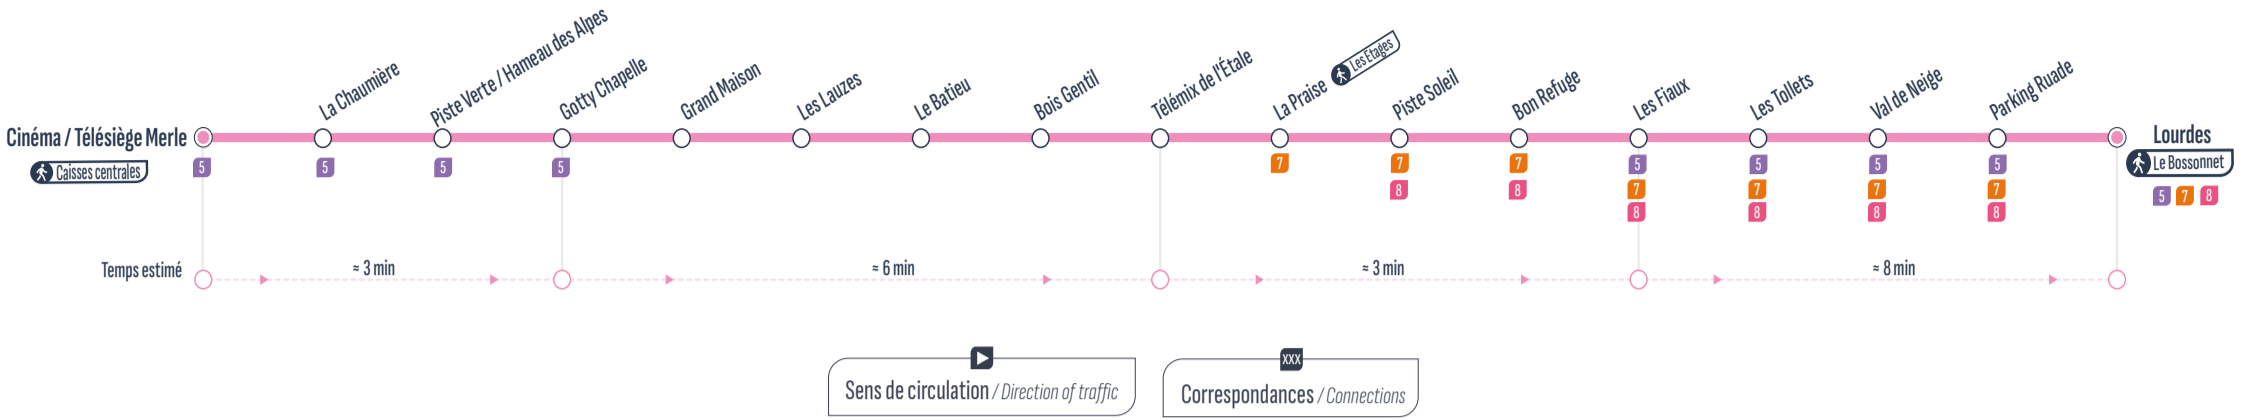 La Chaumière
Piste Verte / Hameau des Alpes
Gotty Chapelle
Grand Maison
Les Lauzes
Le Batieu
Bois Gentil
Télémix de l'Étale
La Praise
Les Etages
Piste Soleil
Bon Refuge
Les Fiaux
Les Tollets
Val de Neige
Parking Ruade
Cinéma / Télésiège Merle
Lourdes
Caisses centrales
Le Bossonnet
5 5 5 5 7 7 7 5 5 5 5
8 8 7 7 7 7 5 7 8
8 8 8 8
Temps estimé
≈ 3 min
≈ 6 min
≈ 3 min
≈ 8 min
XXX
Sens de circulation / Direction of traffic
Correspondances / Connections